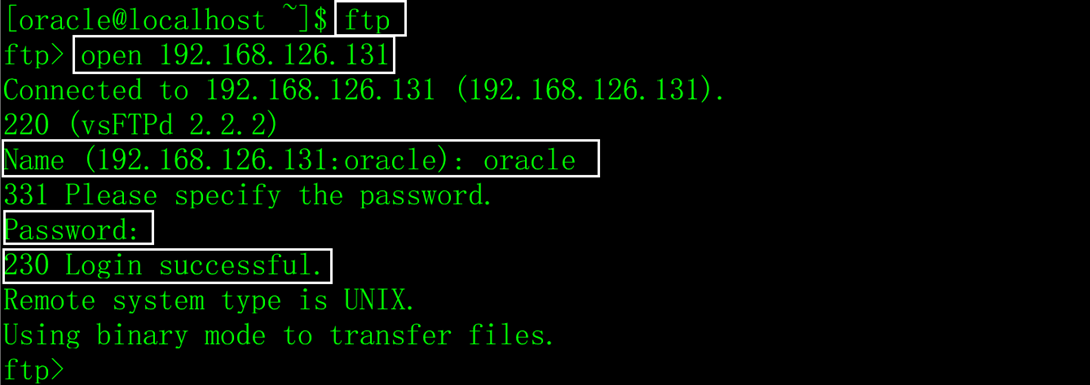 [oracle@localhost ~]$ ftp
ftp> open 192.168.126.131
Connected to 192.168.126.131 (192.168.126.131).
220 (vsFTPd 2.2.2)
Name (192.168.126.131:oracle): oracle
331 Please specify the password.
Password:
230 Login successful.
Remote system type is UNIX.
Using binary mode to transfer files.
ftp>